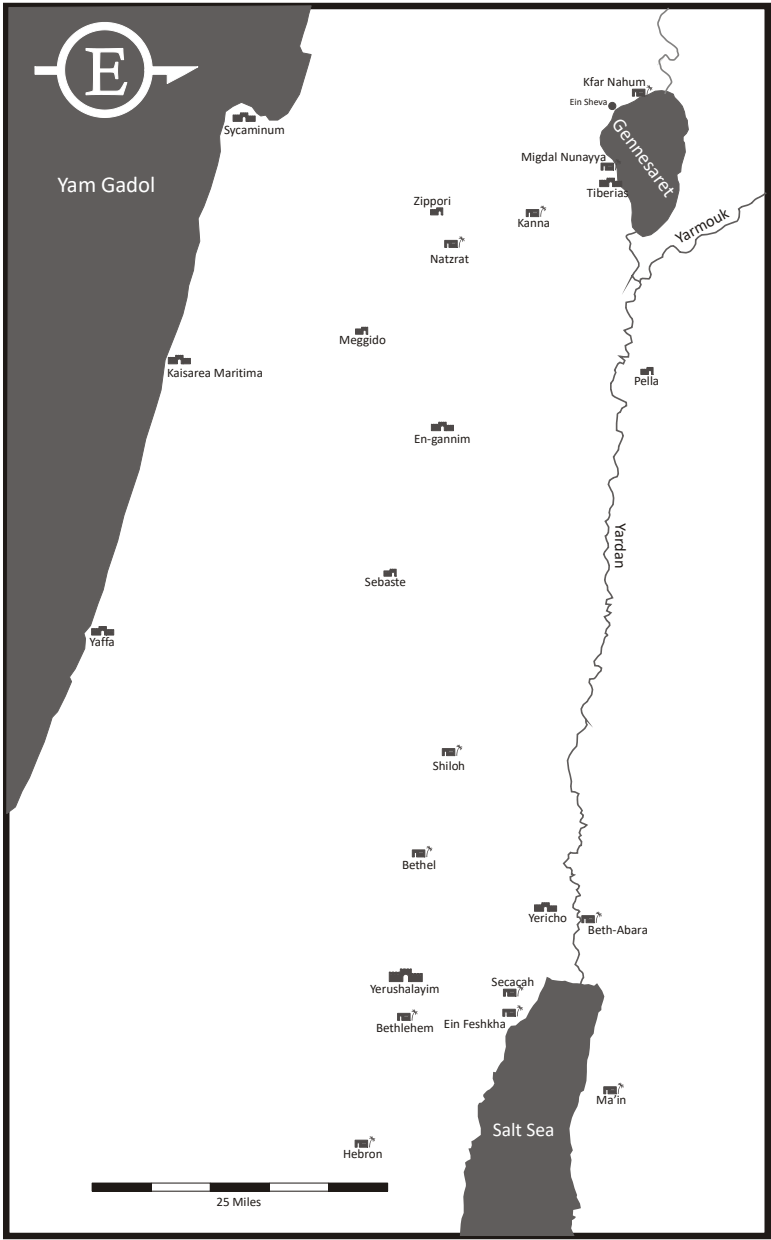 E
Kfar Nahum
Ein Sheva
Sycaminum
Gennesaret
Migdal Nunayya
Yam Gadol
Tiberias
Zippori
Kanna
Yarmouk
Natzrat
Meggido
Kaisarea Maritima
Pella
En-gannim
Yardan
Sebaste
Yaffa
Shiloh
Bethel
Yericho
Beth-Abara
Secacah
Yerushalayim
Ein Feshkha
Bethlehem
Ma'in
Salt Sea
Hebron
25 Miles